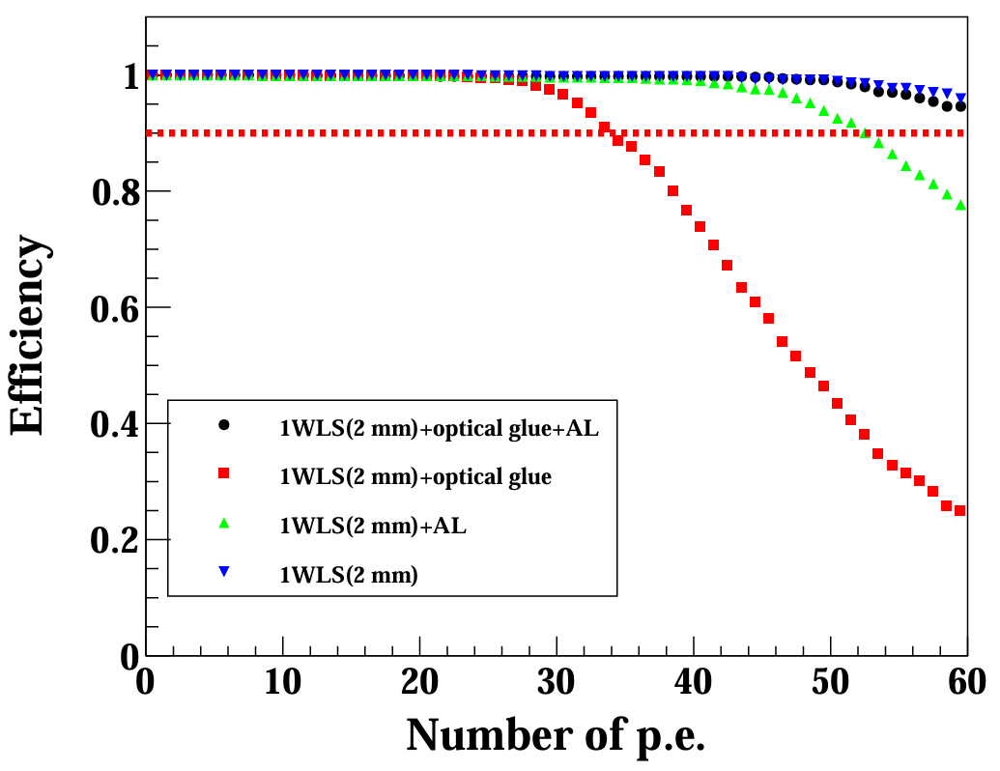 Efficiency
1
0.8
0.6
0.4
0.2
0
1WLS(2 mm)+optical glue+AL
1WLS(2 mm)+optical glue
1WLS(2 mm)+AL
1WLS(2 mm)
0 10 20 30 40 50 60
Number of p.e.